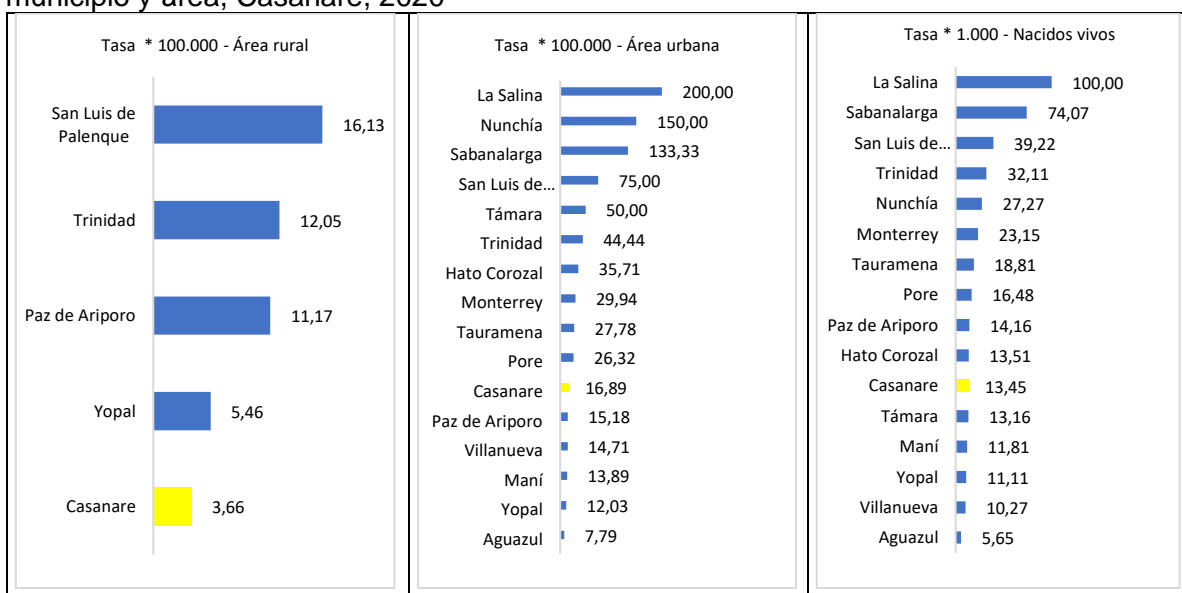 municipio y área, Casanare, 2020
Tasa * 100.000 - Área rural
San Luis de
Palenque
16,13
Trinidad
12,05
Paz de Ariporo
11,17
Yopal
5,46
Casanare
3,66
Tasa * 100.000 - Área urbana
La Salina 200,00
Nunchía 150,00
Sabanalarga 133,33
San Luis de... 75,00
Támara 50,00
Trinidad 44,44
Hato Corozal 35,71
Monterrey 29,94
Tauramena 27,78
Pore 26,32
Casanare 16,89
Paz de Ariporo 15,18
Villanueva 14,71
Maní 13,89
Yopal 12,03
Aguazul 7,79
Tasa * 1.000 - Nacidos vivos
La Salina 100,00
Sabanalarga 74,07
San Luis de... 39,22
Trinidad 32,11
Nunchía 27,27
Monterrey 23,15
Tauramena 18,81
Pore 16,48
Paz de Ariporo 14,16
Hato Corozal 13,51
Casanare 13,45
Támara 13,16
Maní 11,81
Yopal 11,11
Villanueva 10,27
Aguazul 5,65